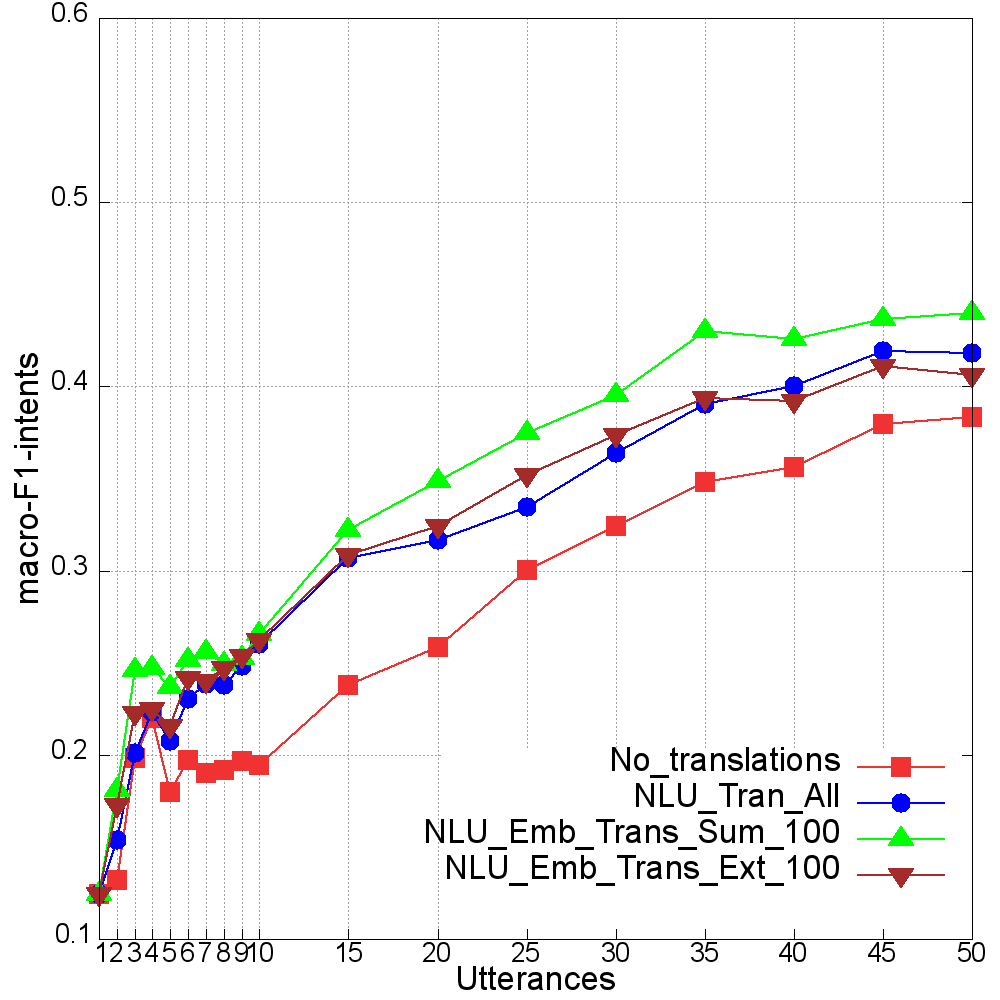 0.6
0.5
0.4
0.3
0.2
0.1
macro-F1-intents
No_translations
NLU_Tran_All
NLU_Emb_Trans_Sum_100
NLU_Emb_Trans_Ext_100
1 2 3 4 5 6 7 8 9 10 15 20 25 30 35 40 45 50
Utterances